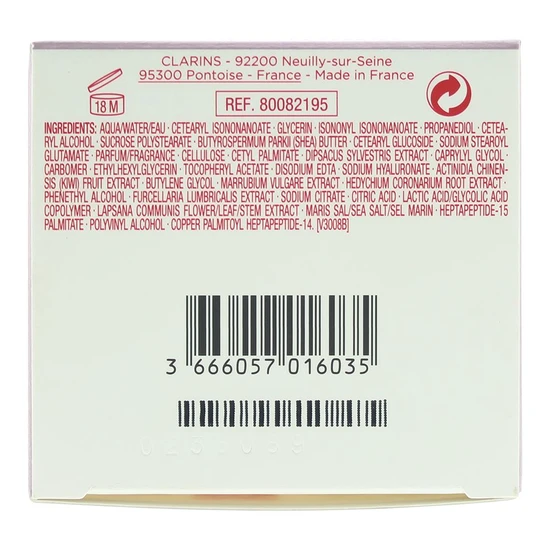 CLARINS - 92200 Neuilly-sur-Seine
95300 Pontoise - France - Made in France
18 M
REF. 80082195
INGREDIENTS: AQUA/WATER/EAU · CETEARYL ISONONANOATE · GLYCERIN · ISONONYL ISONONANOATE · PROPANEDIOL · CETEA-
RYL ALCOHOL · SUCROSE POLYSTEARATE · BUTYROSPERMUM PARKII (SHEA) BUTTER · CETEARYL GLUCOSIDE · SODIUM STEAROYL
GLUTAMATE · PARFUM/FRAGRANCE · CELLULOSE · CETYL PALMITATE · DIPSACUS SYLVESTRIS EXTRACT · CAPRYLYL GLYCOL ·
CARBOMER · ETHYLHEXYLGLYCERIN · TOCOPHERYL ACETATE · DISODIUM EDTA · SODIUM HYALURONATE · ACTINIDIA CHINEN-
SIS (KIWI) FRUIT EXTRACT · BUTYLENE GLYCOL · MARRUBIUM VULGARE EXTRACT · HEDYCHIUM CORONARIUM ROOT EXTRACT ·
PHENETHYL ALCOHOL · FURCELLARIA LUMBRICALIS EXTRACT · SODIUM CITRATE · CITRIC ACID · LACTIC ACID/GLYCOLIC ACID
COPOLYMER · LAPSANA COMMUNIS FLOWER/LEAF/STEM EXTRACT · MARIS SAL/SEA SALT/SEL MARIN · HEPTAPEPTIDE-15
PALMITATE · POLYVINYL ALCOHOL · COPPER PALMITOYL HEPTAPEPTIDE-14. [V3008B]
3 666057 016035